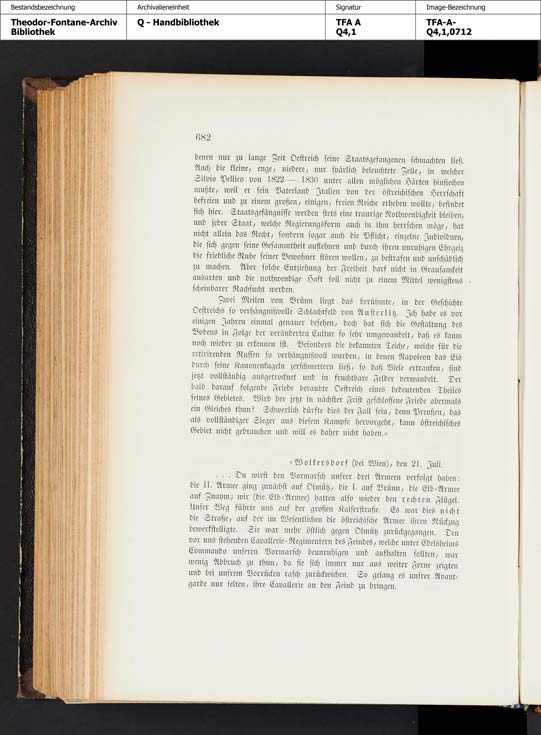 Bestandsbezeichnung Archivalieneinheit Signatur Image-Bezeichnung
Theodor-Fontane-Archiv Q - Handbibliothek TFA A TFA-A-
Bibliothek Q4,1 Q4,1,0712
682
denen nur zu lange Zeit Oestreich seine Staatsgefangenen schmachten ließ.
Auch die kleine, enge, niedere, nur spärlich beleuchtete Zelle, in welcher
Silvio Pellico von 1822 — 1830 unter allen möglichen Härten hinsiechen
mußte, weil er sein Vaterland Italien von der östreichischen Herrschaft
befreien und zu einem großen, einigen, freien Reiche erheben wollte, befindet
sich hier. Staatsgefängnisse werden stets eine traurige Nothwendigkeit bleiben,
und jeder Staat, welche Regierungsform auch in ihm herrschen möge, hat
nicht allein das Recht, sondern sogar auch die Pflicht, einzelne Individuen,
die sich gegen seine Gesammtheit auflehnen und durch ihren unruhigen Ehrgeiz
die friedliche Ruhe seiner Bewohner stören wollen, zu bestrafen und unschädlich
zu machen. Aber solche Entziehung der Freiheit darf nicht in Grausamkeit
ausarten und die nothwendige Haft soll nicht zu einem Mittel wenigstens
scheinbarer Rachsucht werden.
Zwei Meilen von Brünn liegt das berühmte, in der Geschichte
Oestreichs so verhängnißvolle Schlachtfeld von Austerlitz. Ich habe es vor
einigen Jahren einmal genauer besehen, doch hat sich die Gestaltung des
Bodens in Folge der veränderten Cultur so sehr umgewandelt, daß es kaum
noch wieder zu erkennen ist. Besonders die bekannten Teiche, welche für die
retirirenden Russen so verhängnißvoll wurden, in denen Napoleon das Eis
durch seine Kanonenkugeln zerschmettern ließ, so daß Viele ertranken, sind
jetzt vollständig ausgetrocknet und in fruchtbare Felder verwandelt. Der
bald darauf folgende Friede beraubte Oestreich eines bedeutenden Theiles
seines Gebietes. Wird der jetzt in nächster Frist geschlossene Friede abermals
ein Gleiches thun? Schwerlich dürfte dies der Fall sein, denn Preußen, das
als vollständiger Sieger aus diesem Kampfe hervorgeht, kann östreichisches
Gebiet nicht gebrauchen und will es daher nicht haben.«
»Wolkersdorf (bei Wien), den 21. Juli.
. . . Du wirst den Vormarsch unsrer drei Armeen verfolgt haben:
die II. Armee ging zunächst auf Olmütz, die I. auf Brünn, die Elb-Armee
auf Znaym; wir (die Elb-Armee) hatten also wieder den rechten Flügel.
Unser Weg führte uns auf der großen Kaiserstraße. Es war dies nicht
die Straße, auf der im Wesentlichen die östreichische Armee ihren Rückzug
bewerkstelligte. Sie war mehr östlich gegen Olmütz zurückgegangen. Den
vor uns stehenden Cavallerie-Regimentern des Feindes, welche unter Edelsheims
Commando unseren Vormarsch beunruhigen und aufhalten sollten, war
wenig Abbruch zu thun, da sie sich immer nur aus weiter Ferne zeigten
und bei unsrem Vorrücken rasch zurückwichen. So gelang es unsrer Avant-
garde nur selten, ihre Cavallerie an den Feind zu bringen.